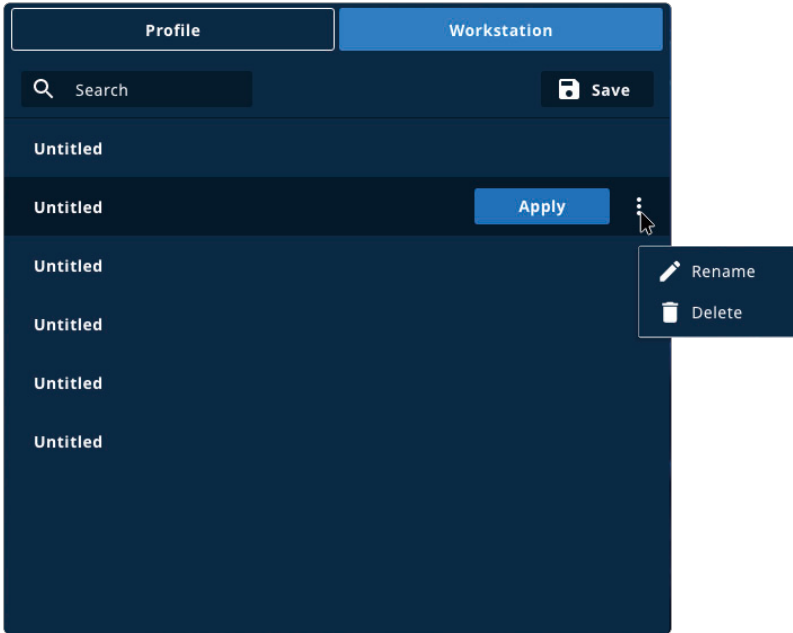 Profile Workstation
Search Save
Untitled
Untitled Apply
Untitled
Rename
Delete
Untitled
Untitled
Untitled